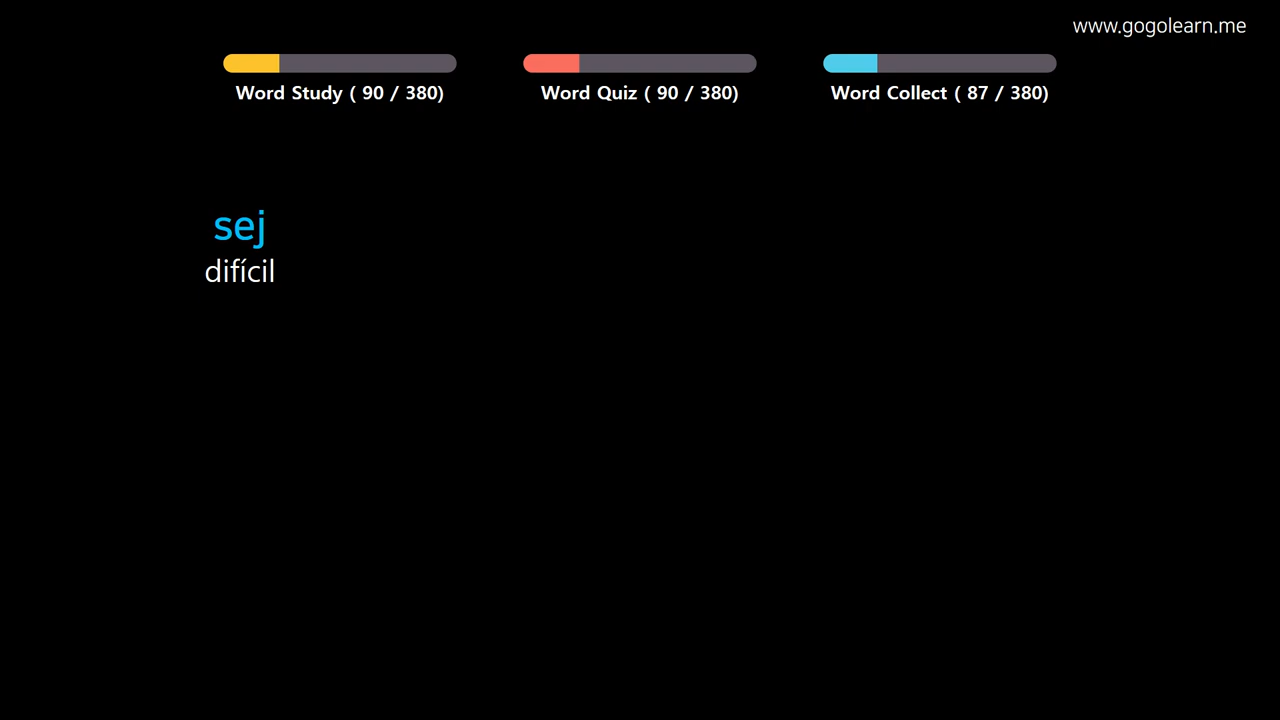 www.gogolearn.me
Word Study ( 90 / 380)
Word Quiz ( 90 / 380)
Word Collect ( 87 / 380)
sej
difícil